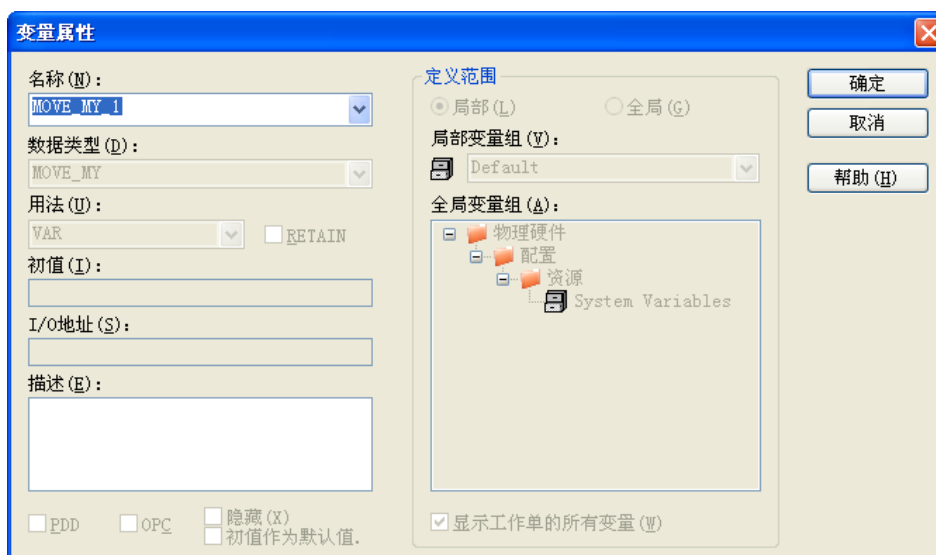 变量属性
名称(N):
MOVE_MY_1
数据类型(D):
MOVE_MY
用法(U):
VAR
RETAIN
初值(I):
I/O地址(S):
描述(E):
PDD
OPC
隐藏(X)
初值作为默认值.
定义范围
局部(L)
全局(G)
局部变量组(V):
Default
全局变量组(A):
物理硬件
配置
资源
System Variables
显示工作单的所有变量(W)
确定
取消
帮助(H)